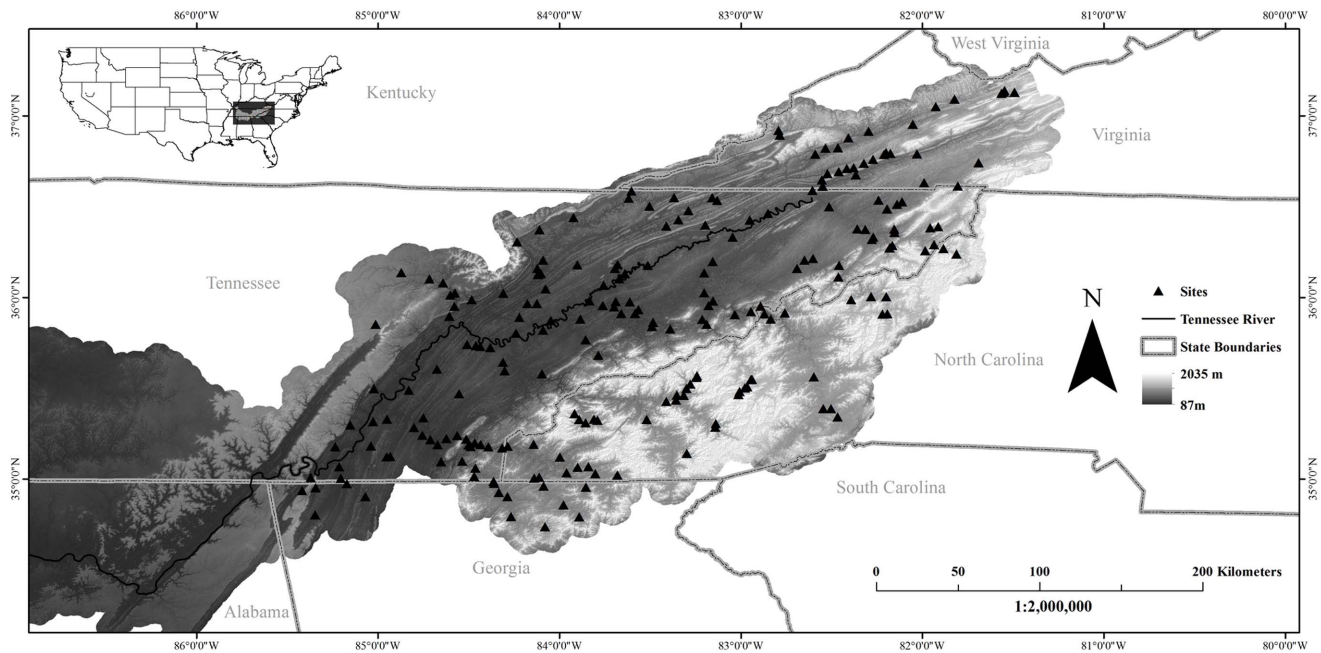 86°0'0"W 85°0'0"W 84°0'0"W 83°0'0"W 82°0'0"W 81°0'0"W 80°0'0"W
West Virginia
Kentucky
37°0'0"N
37°0'0"N
Virginia
Tennessee
36°0'0"N
36°0'0"N
N
Sites
Tennessee River
State Boundaries
2035 m
87m
North Carolina
35°0'0"N
35°0'0"N
South Carolina
Georgia
Alabama
0 50 100 200 Kilometers
1:2,000,000
86°0'0"W 85°0'0"W 84°0'0"W 83°0'0"W 82°0'0"W 81°0'0"W 80°0'0"W